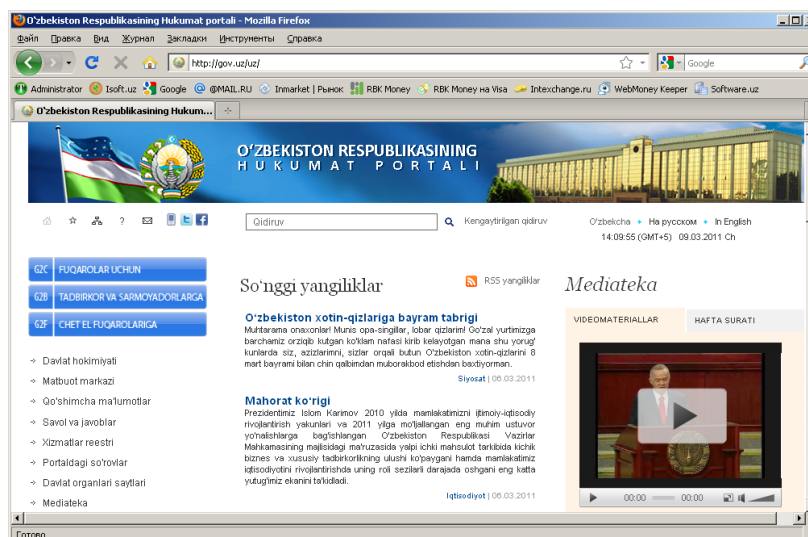 O'zbekiston Respublikasining Hukumat portali - Mozilla Firefox
Файл Правка Вид Журнал Закладки Инструменты Справка
http://gov.uz/uz/
Google
Administrator Isoft.uz Google @MAIL.RU Inmarket | Рынок RBK Money RBK Money на Visa Intexchange.ru WebMoney Keeper Software.uz
O'zbekiston Respublikasining Hukum...
O'ZBEKISTON RESPUBLIKASINING
HUKUMAT PORTALI
Qidiruv
Kengaytirilgan qidiruv
O'zbekcha На русском In English
14:09:55 (GMT+5) 09.03.2011 Ch
G2C FUQAROLAR UCHUN
G2B TADBIRKOR VA SARMOYADORLARGA
G2F CHET EL FUQAROLARIGA
Davlat hokimiyati
Matbuot markazi
Qo'shimcha ma'lumotlar
Savol va javoblar
Xizmatlar reestri
Portaldagi so'rovlar
Davlat organlari saytlari
Mediateka
So'nggi yangiliklar
RSS yangiliklar
O'zbekiston xotin-qizlariga bayram tabrigi
Muhtarama onaxonlar! Munis opa-singillar, lobar qizlarim! Go'zal yurtimizga
barchamiz orziqib kutgan ko'klam nafasi kirib kelayotgan mana shu yorug'
kunlarda siz, azizlarimni, sizlar orqali butun O'zbekiston xotin-qizlarini 8
mart bayrami bilan chin qalbimdan muborakbod etishdan baxtiyorman.
Siyosat | 06.03.2011
Mahorat ko'rigi
Prezidentimiz Islom Karimov 2010 yilda mamlakatimizni ijtimoiy-iqtisodiy
rivojlantirish yakunlari va 2011 yilga mo'ljallangan eng muhim ustuvor
yo'nalishlarga bag'ishlangan O'zbekiston Respublikasi Vazirlar
Mahkamasining majlisidagi ma'ruzasida yalpi ichki mahsulot tarkibida kichik
biznes va xususiy tadbirkorlikning ulushi ko'paygani hamda mamlakatimiz
iqtisodiyotini rivojlantirishda uning roli sezilarli darajada oshgani eng katta
yutug'imiz ekanini ta'kidladi.
Iqtisodiyot | 06.03.2011
Mediateka
VIDEOMATERIALLAR
HAFTA SURATI
00:00 00:00
Готово